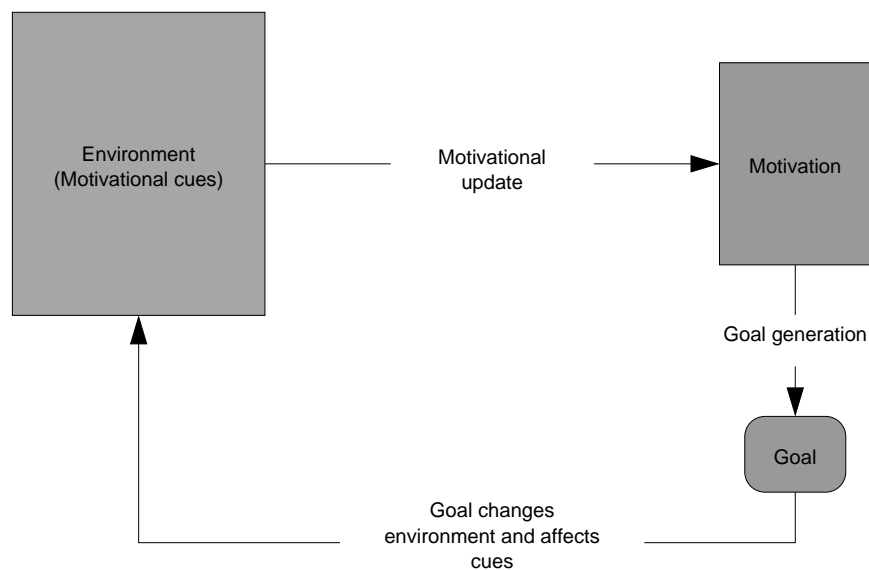 Environment
(Motivational cues)
Motivational
update
Motivation
Goal generation
Goal
Goal changes
environment and affects
cues